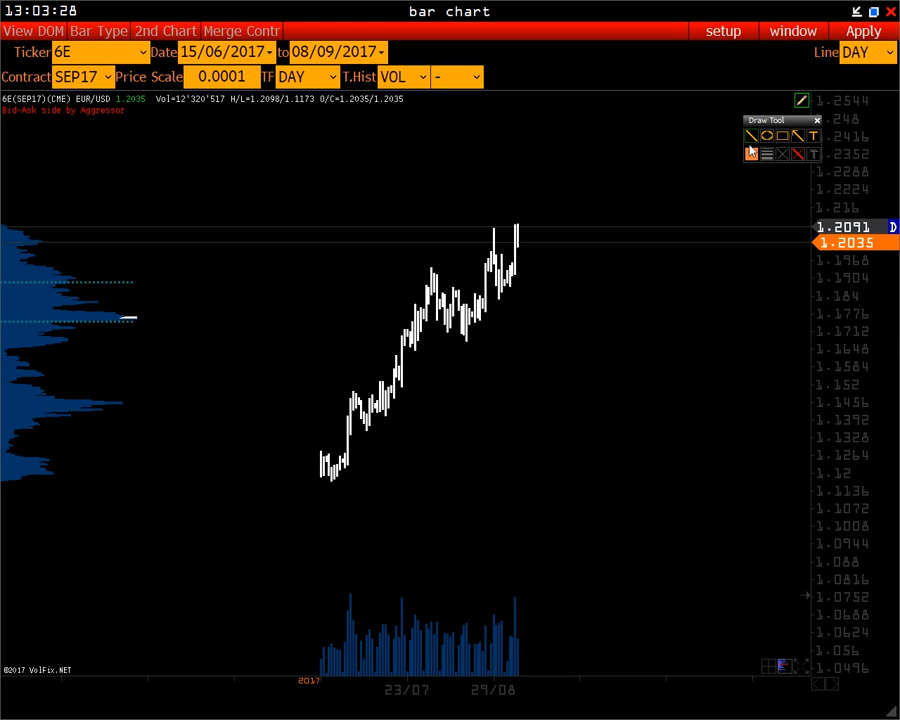 13:03:28 bar chart
View DOM Bar Type 2nd Chart Merge Contr setup window Apply
Ticker 6E Date 15/06/2017 to 08/09/2017 Line DAY
Contract SEP17 Price Scale 0.0001 TF DAY T.Hist VOL -
6E(SEP17)(CME) EUR/USD 1.2035 Vol=12'320'517 H/L=1.2098/1.1173 O/C=1.2035/1.2035
Bid-Ask side by Aggressor
Draw Tool
T
T
1.2544
1.248
1.2416
1.2352
1.2288
1.2224
1.216
1.2091 D
1.2035
1.1968
1.1904
1.184
1.1776
1.1712
1.1648
1.1584
1.152
1.1456
1.1392
1.1328
1.1264
1.12
1.1136
1.1072
1.1008
1.0944
1.088
1.0816
1.0752
1.0688
1.0624
1.056
1.0496
©2017 VolFix.NET
2017 23/07 29/08